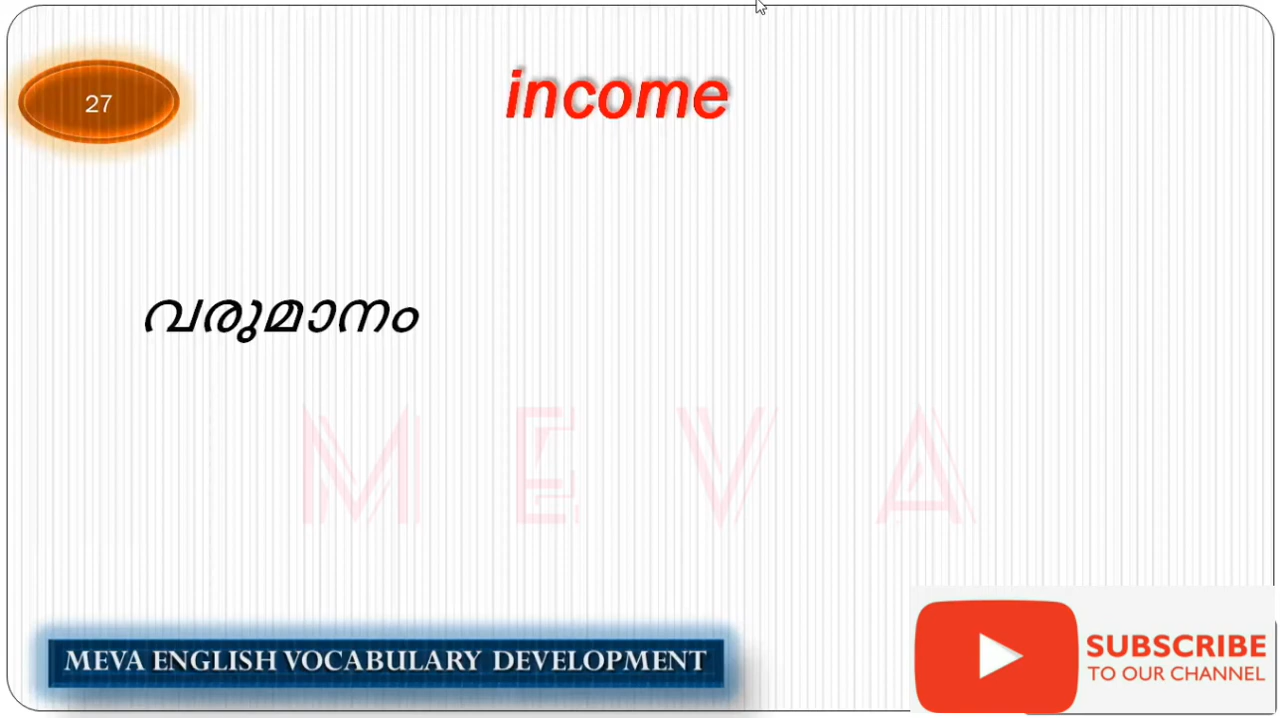 27
income
വരുമാനം
MEVA
MEVA ENGLISH VOCABULARY DEVELOPMENT
SUBSCRIBE
TO OUR CHANNEL